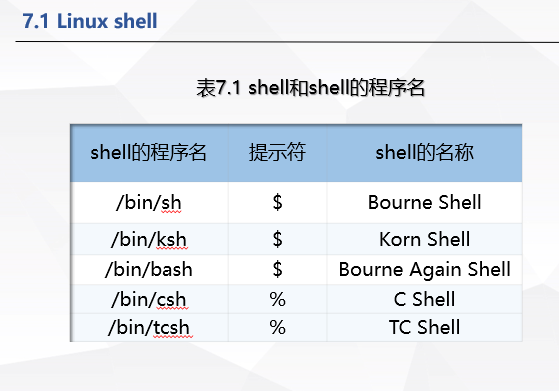 7.1 Linux shell
表7.1 shell和shell的程序名
shell的程序名 提示符 shell的名称
/bin/sh $ Bourne Shell
/bin/ksh $ Korn Shell
/bin/bash $ Bourne Again Shell
/bin/csh % C Shell
/bin/tcsh % TC Shell